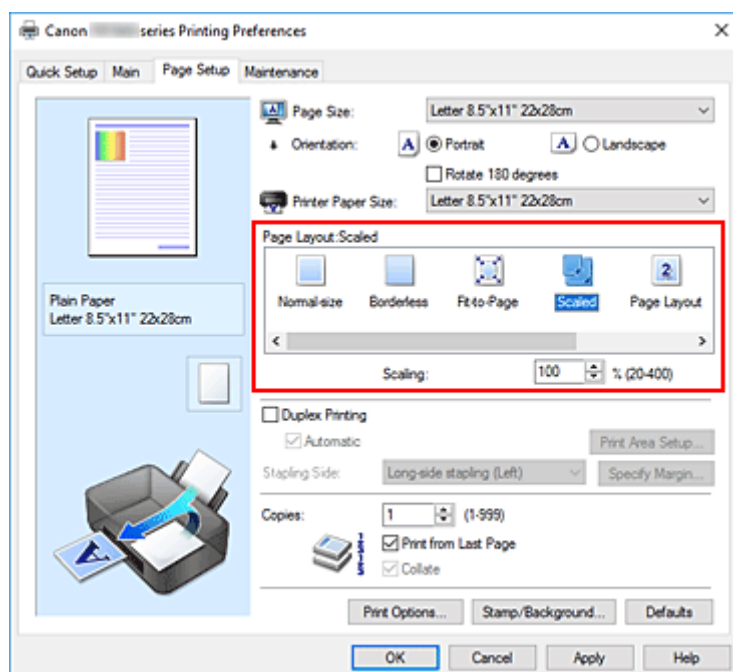 Canon series Printing Preferences
Quick Setup Main Page Setup Maintenance
Page Size: Letter 8.5"x11" 22x28cm
Orientation: A Portrait A Landscape
Rotate 180 degrees
Printer Paper Size: Letter 8.5"x11" 22x28cm
Page Layout:Scaled
2
Normal-size Borderless Fit-to-Page Scaled Page Layout
Scaling: 100 % (20-400)
Plain Paper
Letter 8.5"x11" 22x28cm
Duplex Printing
Automatic Print Area Setup...
Stapling Side: Long-side stapling (Left) Specify Margin...
Copies: 1 (1-999)
Print from Last Page
Collate
A
Print Options... Stamp/Background... Defaults
OK Cancel Apply Help